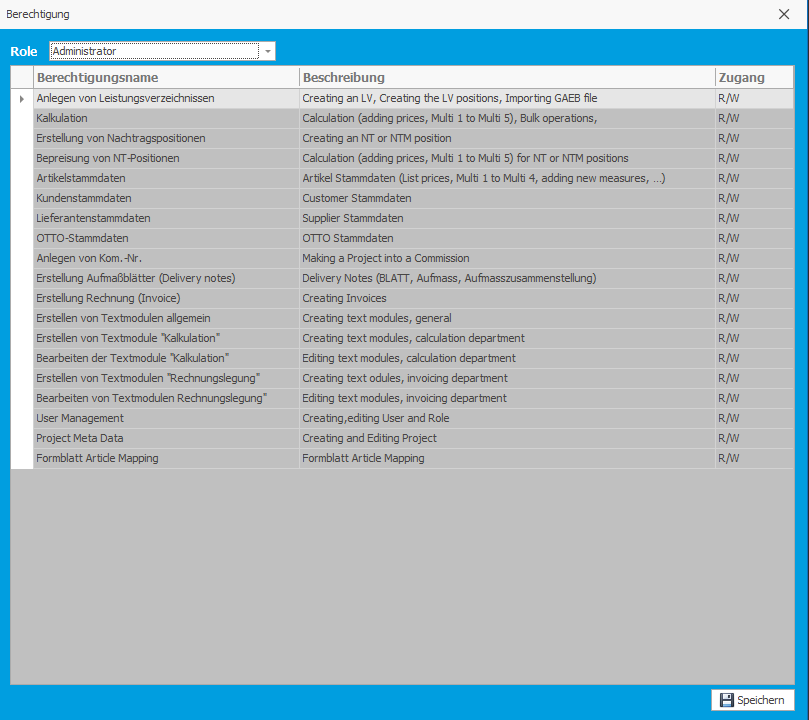 Berechtigung
Role Administrator
Berechtigungsname Beschreibung Zugang
Anlegen von Leistungsverzeichnissen Creating an LV, Creating the LV positions, Importing GAEB file R/W
Kalkulation Calculation (adding prices, Multi 1 to Multi 5), Bulk operations, R/W
Erstellung von Nachtragspositionen Creating an NT or NTM position R/W
Bepreisung von NT-Positionen Calculation (adding prices, Multi 1 to Multi 5) for NT or NTM positions R/W
Artikelstammdaten Artikel Stammdaten (List prices, Multi 1 to Multi 4, adding new measures, ...) R/W
Kundenstammdaten Customer Stammdaten R/W
Lieferantenstammdaten Supplier Stammdaten R/W
OTTO-Stammdaten OTTO Stammdaten R/W
Anlegen von Kom.-Nr. Making a Project into a Commission R/W
Erstellung Aufmaßblätter (Delivery notes) Delivery Notes (BLATT, Aufmass, Aufmasszusammenstellung) R/W
Erstellung Rechnung (Invoice) Creating Invoices R/W
Erstellen von Textmodulen allgemein Creating text modules, general R/W
Erstellen von Textmodule "Kalkulation" Creating text modules, calculation department R/W
Bearbeiten der Textmodule "Kalkulation" Editing text modules, calculation department R/W
Erstellen von Textmodulen "Rechnungslegung" Creating text odules, invoicing department R/W
Bearbeiten von Textmodulen Rechnungslegung" Editing text modules, invoicing department R/W
User Management Creating,editing User and Role R/W
Project Meta Data Creating and Editing Project R/W
Formblatt Article Mapping Formblatt Article Mapping R/W
Speichern